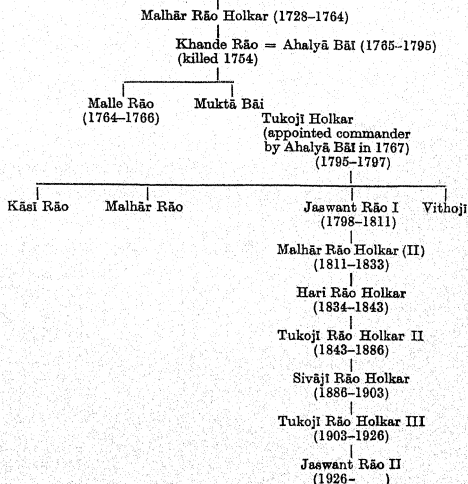 Malhār Rāo Holkar (1728–1764)
Khande Rāo = Ahalyā Bāī (1765–1795)
(killed 1754)
Malle Rāo
(1764–1766)
Muktā Bāi
Tukojī Holkar
(appointed commander
by Ahalyā Bāī in 1767)
(1795–1797)
Kāsī Rāo
Malhār Rāo
Jaswant Rāo I
(1798–1811)
Vithojī
Malhār Rāo Holkar (II)
(1811–1833)
Hari Rāo Holkar
(1834–1843)
Tukojī Rāo Holkar II
(1843–1886)
Sivājī Rāo Holkar
(1886–1903)
Tukojī Rāo Holkar III
(1903–1926)
Jaswant Rāo II
(1926– )